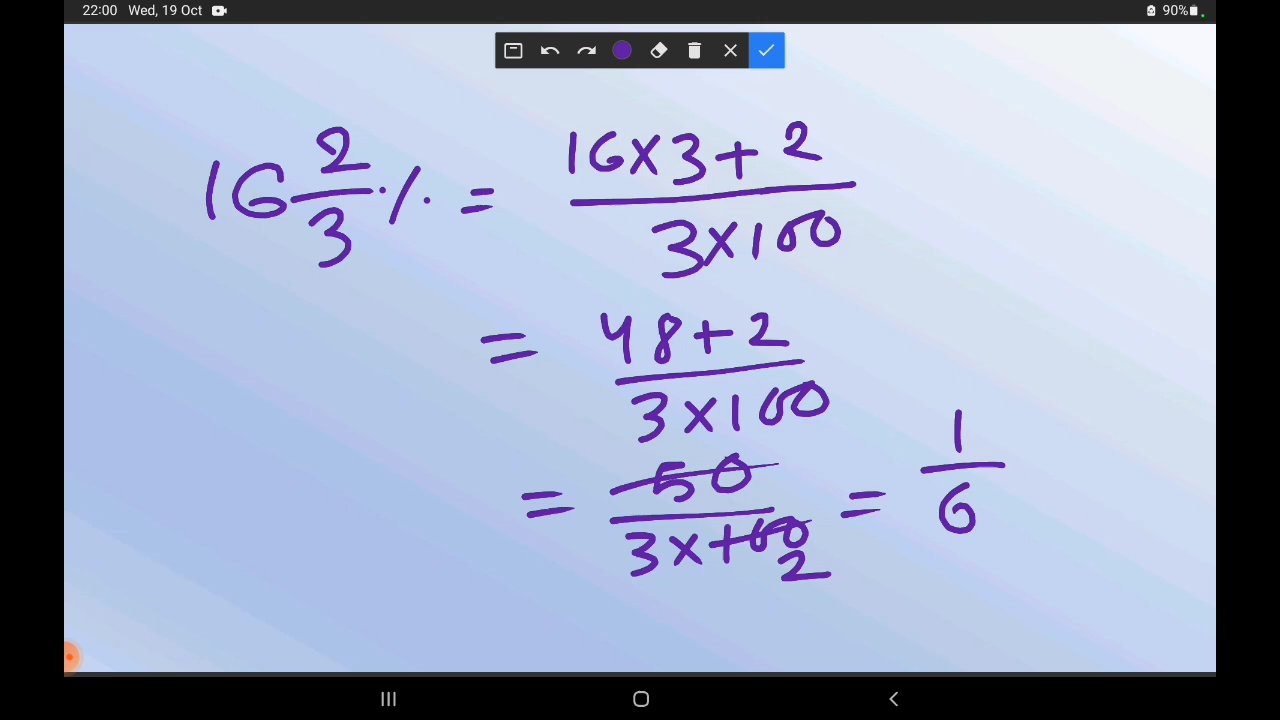 22:00 Wed, 19 Oct 90%
16 2/3 % = (16×3+2)/(3×100)
= (48+2)/(3×100)
= 50/(3×100) 2 = 1/6